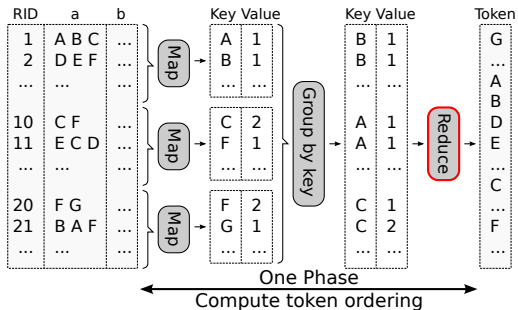 RID a b Key Value Key Value Token
1 A B C ... A 1 B 1 G
2 D E F ... B 1 B 1 ...
... ... ... ... ... ... ... A
B
10 C F ... C 2 A 1 D
11 E C D ... F 1 A 1 E
... ... ... ... ... ... ... ...
C
20 F G ... F 2 C 1 ...
21 B A F ... G 1 C 2 F
... ... ... ... ... ... ... ...
Map
Map
Map
Group by key
Reduce
One Phase
Compute token ordering